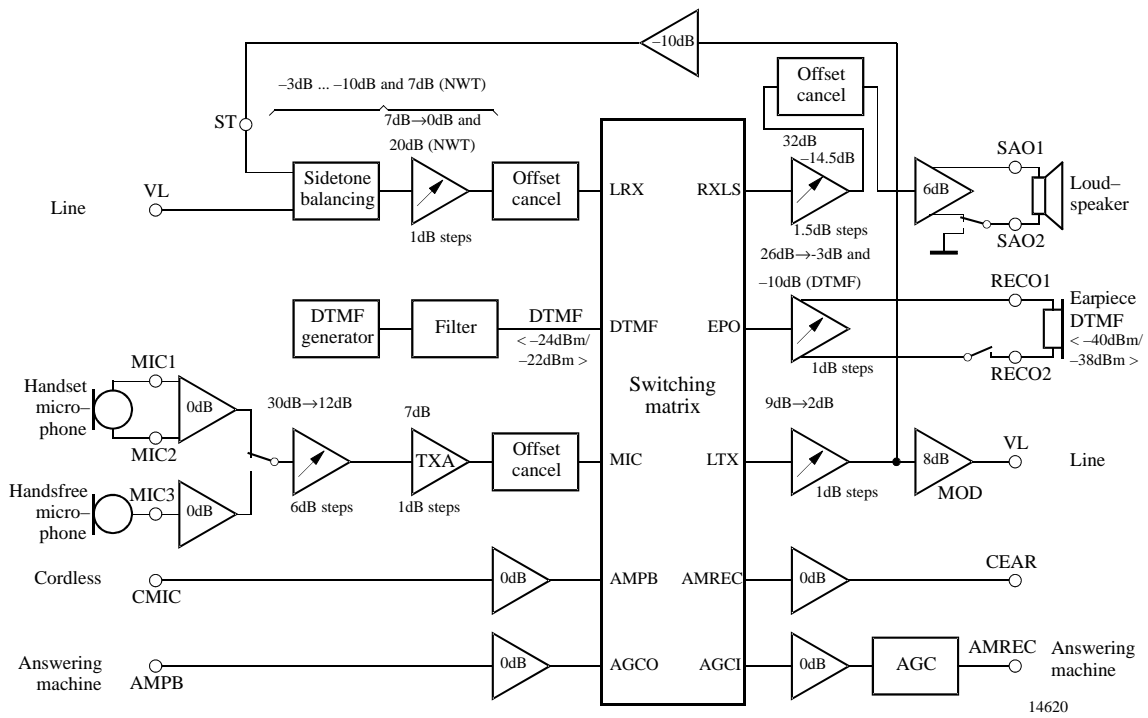 –10dB
–3dB ... –10dB and 7dB (NWT)
Offset
cancel
ST
7dB→0dB and
20dB (NWT)
32dB
–14.5dB
SAO1
VL
Line
Sidetone
balancing
Offset
cancel
LRX
RXLS
6dB
Loud–
speaker
1dB steps
1.5dB steps
SAO2
26dB→-3dB and
–10dB (DTMF)
RECO1
DTMF
generator
Filter
DTMF
< –24dBm/
–22dBm >
DTMF
EPO
Earpiece
DTMF
< –40dBm/
–38dBm >
1dB steps
RECO2
Switching
matrix
MIC1
Handset
micro–
phone
0dB
MIC2
30dB→12dB
7dB
9dB→2dB
TXA
Offset
cancel
MIC
LTX
8dB
VL
Line
MOD
6dB steps
1dB steps
1dB steps
Handsfree
micro–
phone
MIC3
0dB
Cordless
CMIC
0dB
AMPB
AMREC
0dB
CEAR
Answering
machine
AMPB
0dB
AGCO
AGCI
0dB
AGC
AMREC
Answering
machine
14620